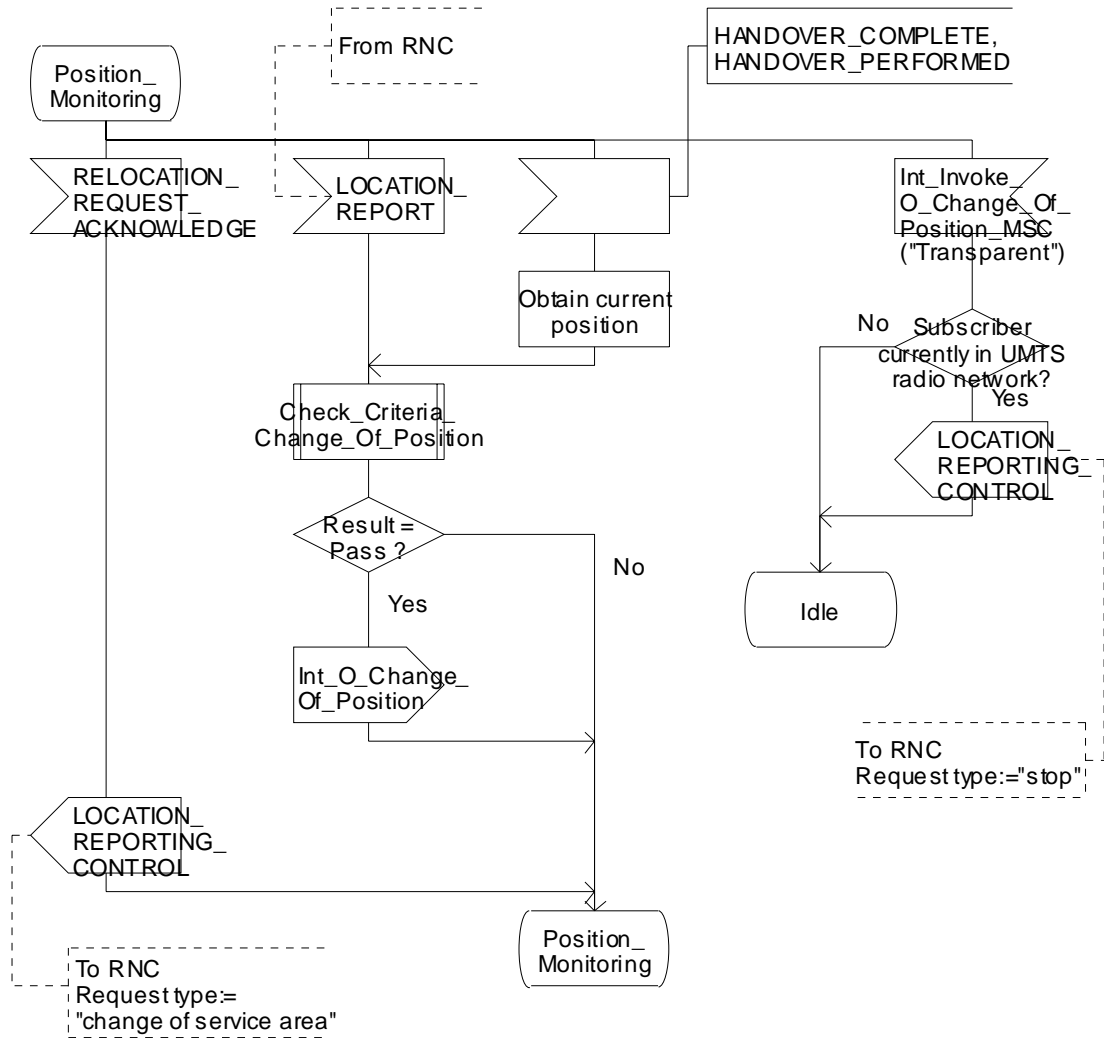 From RNC
HANDOVER_COMPLETE,
HANDOVER_PERFORMED
Position_
Monitoring
RELOCATION_
REQUEST_
ACKNOWLEDGE
LOCATION_
REPORT
Int_Invoke_
O_Change_Of_
Position_MSC
("Transparent")
Obtain current
position
No
Subscriber
currently in UMTS
radio network?
Yes
Check_Criteria_
Change_Of_Position
LOCATION_
REPORTING_
CONTROL
Result =
Pass ?
No
Yes
Idle
Int_O_Change_
Of_Position
To RNC
Request type:="stop"
LOCATION_
REPORTING_
CONTROL
Position_
Monitoring
To RNC
Request type:=
"change of service area"